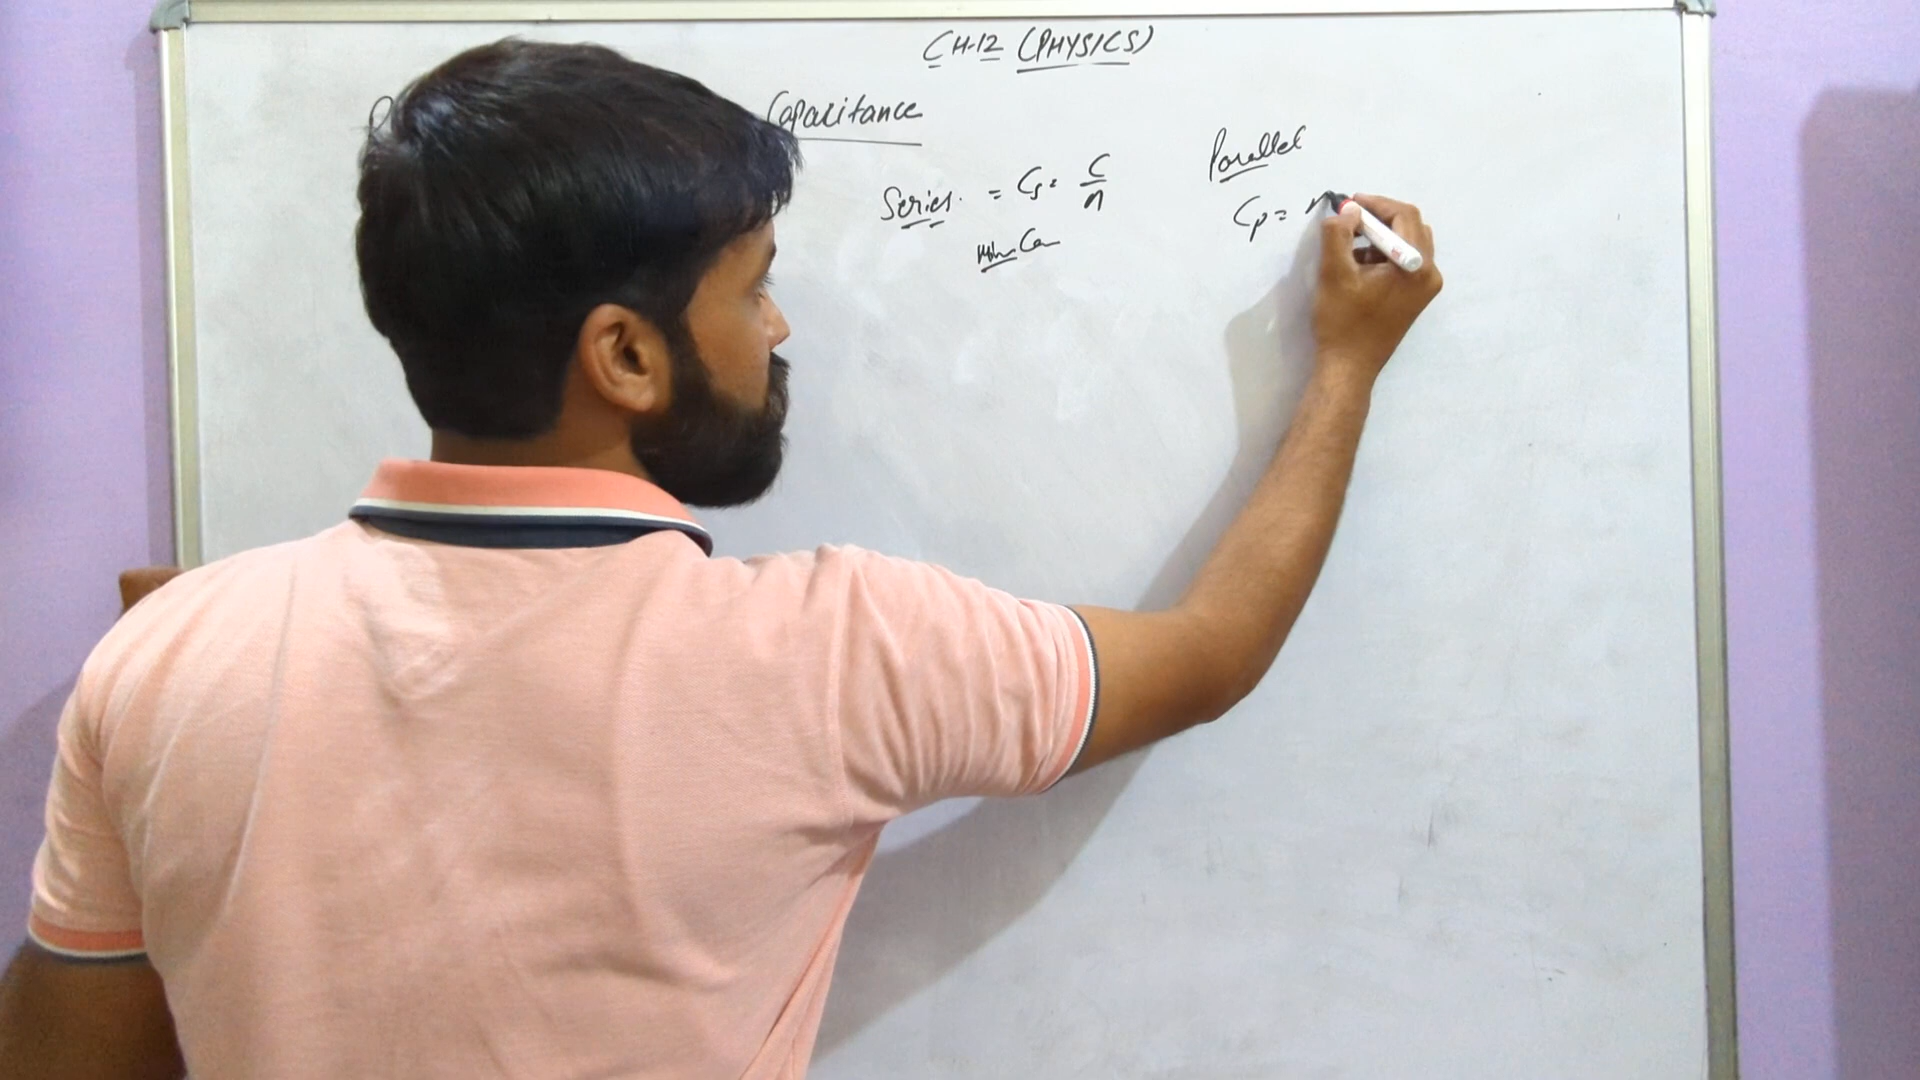 CH-12 (PHYSICS)
Capacitance
Series. = Cs = C/n
Parallel
Cp = n